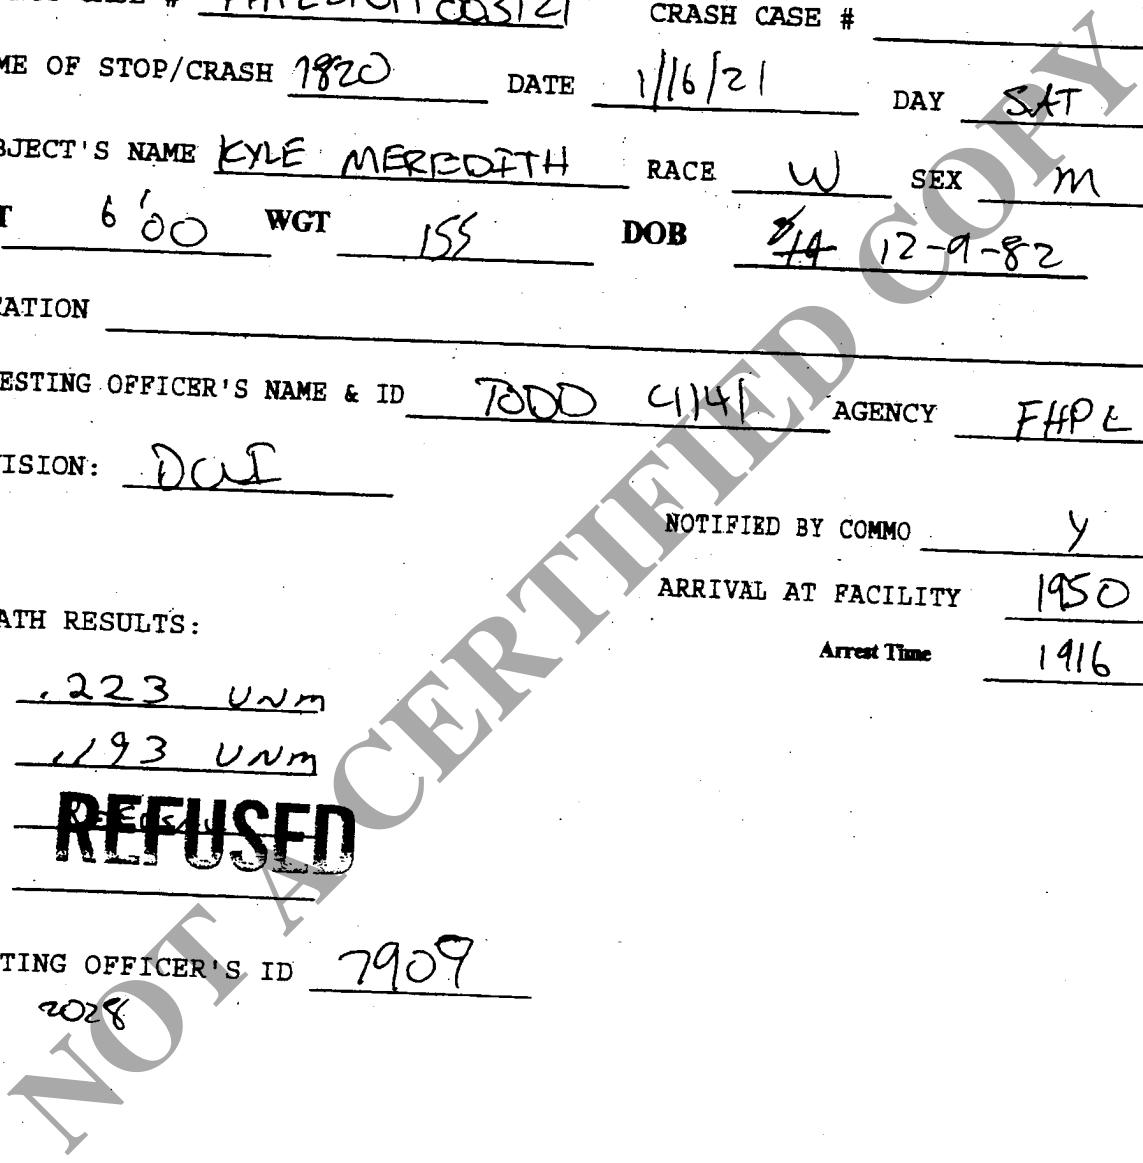 CRASH CASE #
ME OF STOP/CRASH 1820 DATE 1/16/21 DAY SAT
BJECT'S NAME KYLE MEREDITH RACE W SEX M
T 6'00 WGT 155 DOB 12-9-82
CATION
ESTING OFFICER'S NAME & ID TODD 4141 AGENCY FHP
VISION: DUI
NOTIFIED BY COMMO Y
ARRIVAL AT FACILITY 1950
ATH RESULTS:
Arrest Time 1916
.223 UNM
.193 UNM
REFUSED
TING OFFICER'S ID 7909
2028
NOT A CERTIFIED COPY